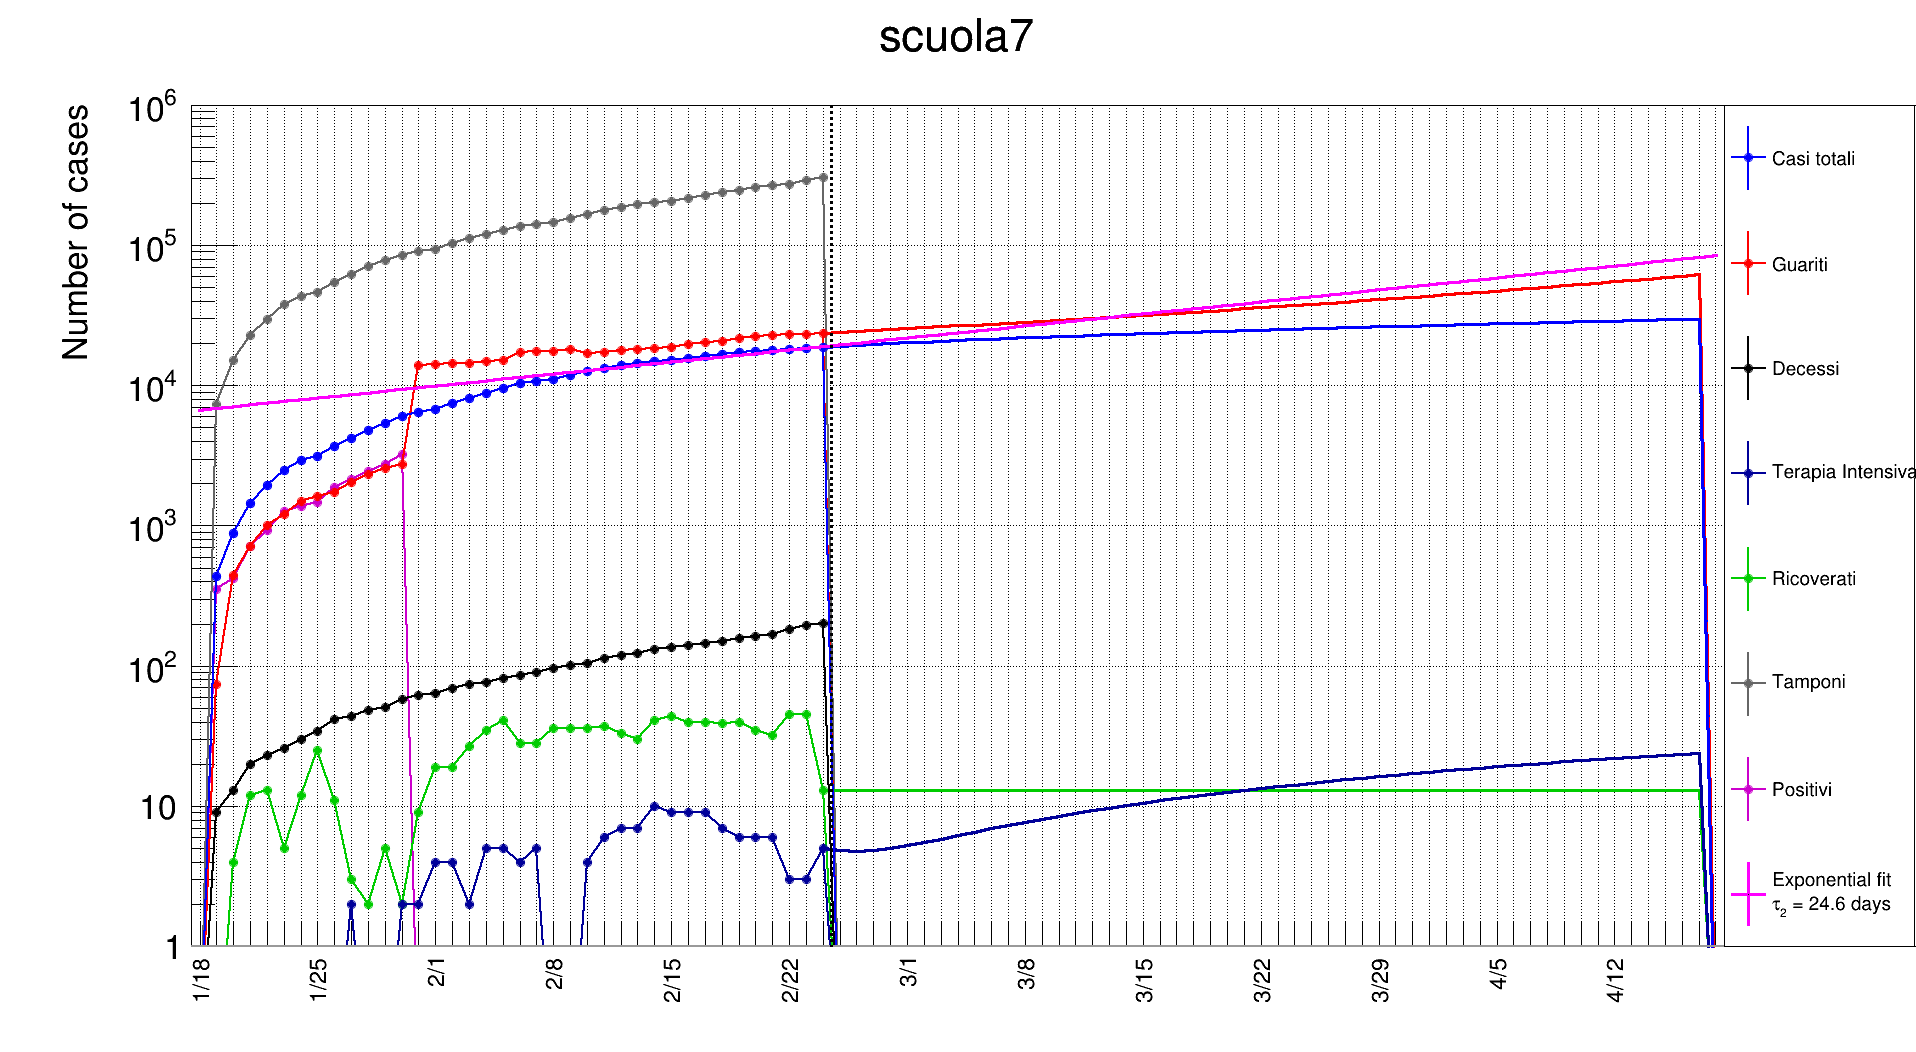 scuola7
Number of cases
10^6
10^5
10^4
10^3
10^2
10
1
1/18
1/25
2/1
2/8
2/15
2/22
3/1
3/8
3/15
3/22
3/29
4/5
4/12
Casi totali
Guariti
Decessi
Terapia Intensiva
Ricoverati
Tamponi
Positivi
Exponential fit
τ₂ = 24.6 days